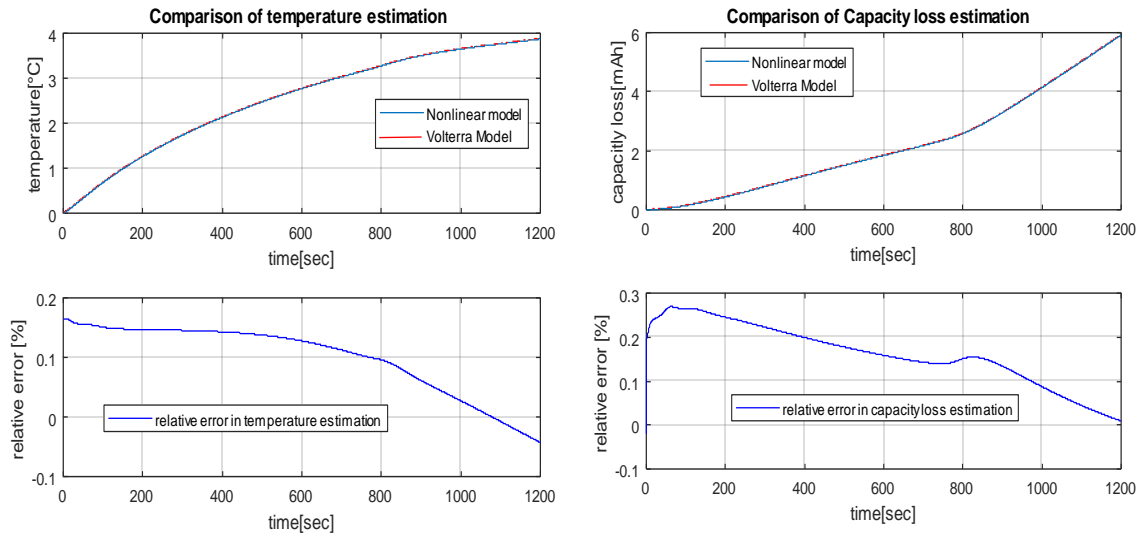 Comparison of temperature estimation
4
3
2
1
0
temperature[°C]
Nonlinear model
Volterra Model
0 200 400 600 800 1000 1200
time[sec]
Comparison of Capacity loss estimation
6
4
2
0
capacitly loss[mAh]
Nonlinear model
Volterra Model
0 200 400 600 800 1000 1200
time[sec]
0.2
0.1
0
-0.1
relative error [%]
relative error in temperature estimation
0 200 400 600 800 1000 1200
time[sec]
0.3
0.2
0.1
0
-0.1
relative error [%]
relative error in capacity loss estimation
0 200 400 600 800 1000 1200
time[sec]